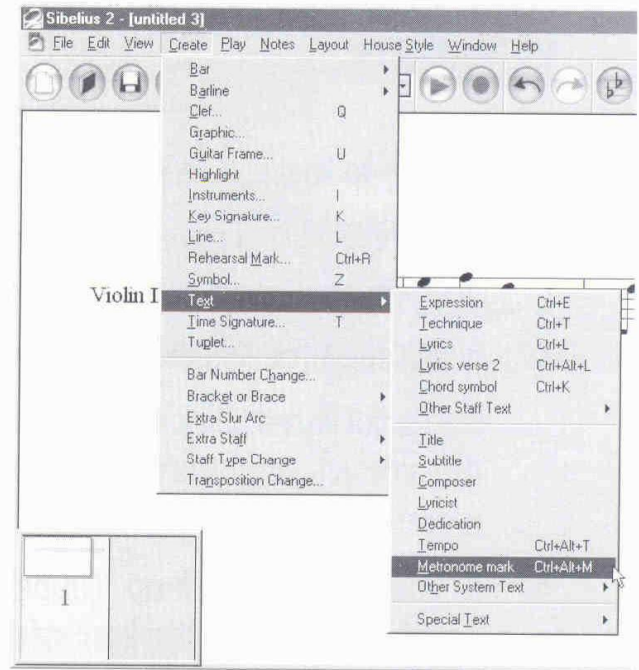 Sibelius 2 - [untitled 3]
File Edit View Create Play Notes Layout House Style Window Help
Bar
Barline
Clef... Q
Graphic...
Guitar Frame... U
Highlight
Instruments... I
Key Signature... K
Line... L
Rehearsal Mark... Ctrl+R
Symbol... Z
Text
Time Signature... T
Tuplet...
Bar Number Change...
Bracket or Brace
Extra Slur Arc
Extra Staff
Staff Type Change
Transposition Change...
Violin I
Expression Ctrl+E
Technique Ctrl+T
Lyrics Ctrl+L
Lyrics verse 2 Ctrl+Alt+L
Chord symbol Ctrl+K
Other Staff Text
Title
Subtitle
Composer
Lyricist
Dedication
Tempo Ctrl+Alt+T
Metronome mark Ctrl+Alt+M
Other System Text
Special Text
1